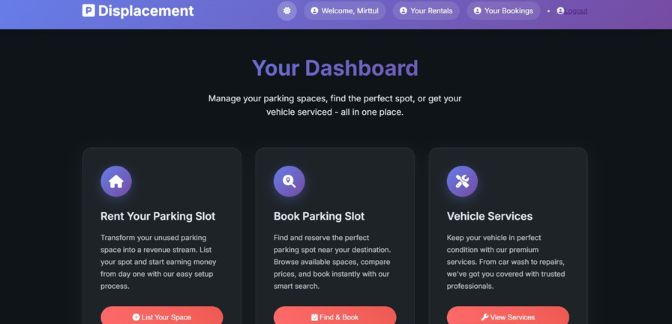 P Displacement
Welcome, Mirttul
Your Rentals
Your Bookings
Logout
Your Dashboard
Manage your parking spaces, find the perfect spot, or get your
vehicle serviced - all in one place.
Rent Your Parking Slot
Transform your unused parking
space into a revenue stream. List
your spot and start earning money
from day one with our easy setup
process.
List Your Space
Book Parking Slot
Find and reserve the perfect
parking spot near your destination.
Browse available spaces, compare
prices, and book instantly with our
smart search.
Find & Book
Vehicle Services
Keep your vehicle in perfect
condition with our premium
services. From car wash to repairs,
we've got you covered with trusted
professionals.
View Services